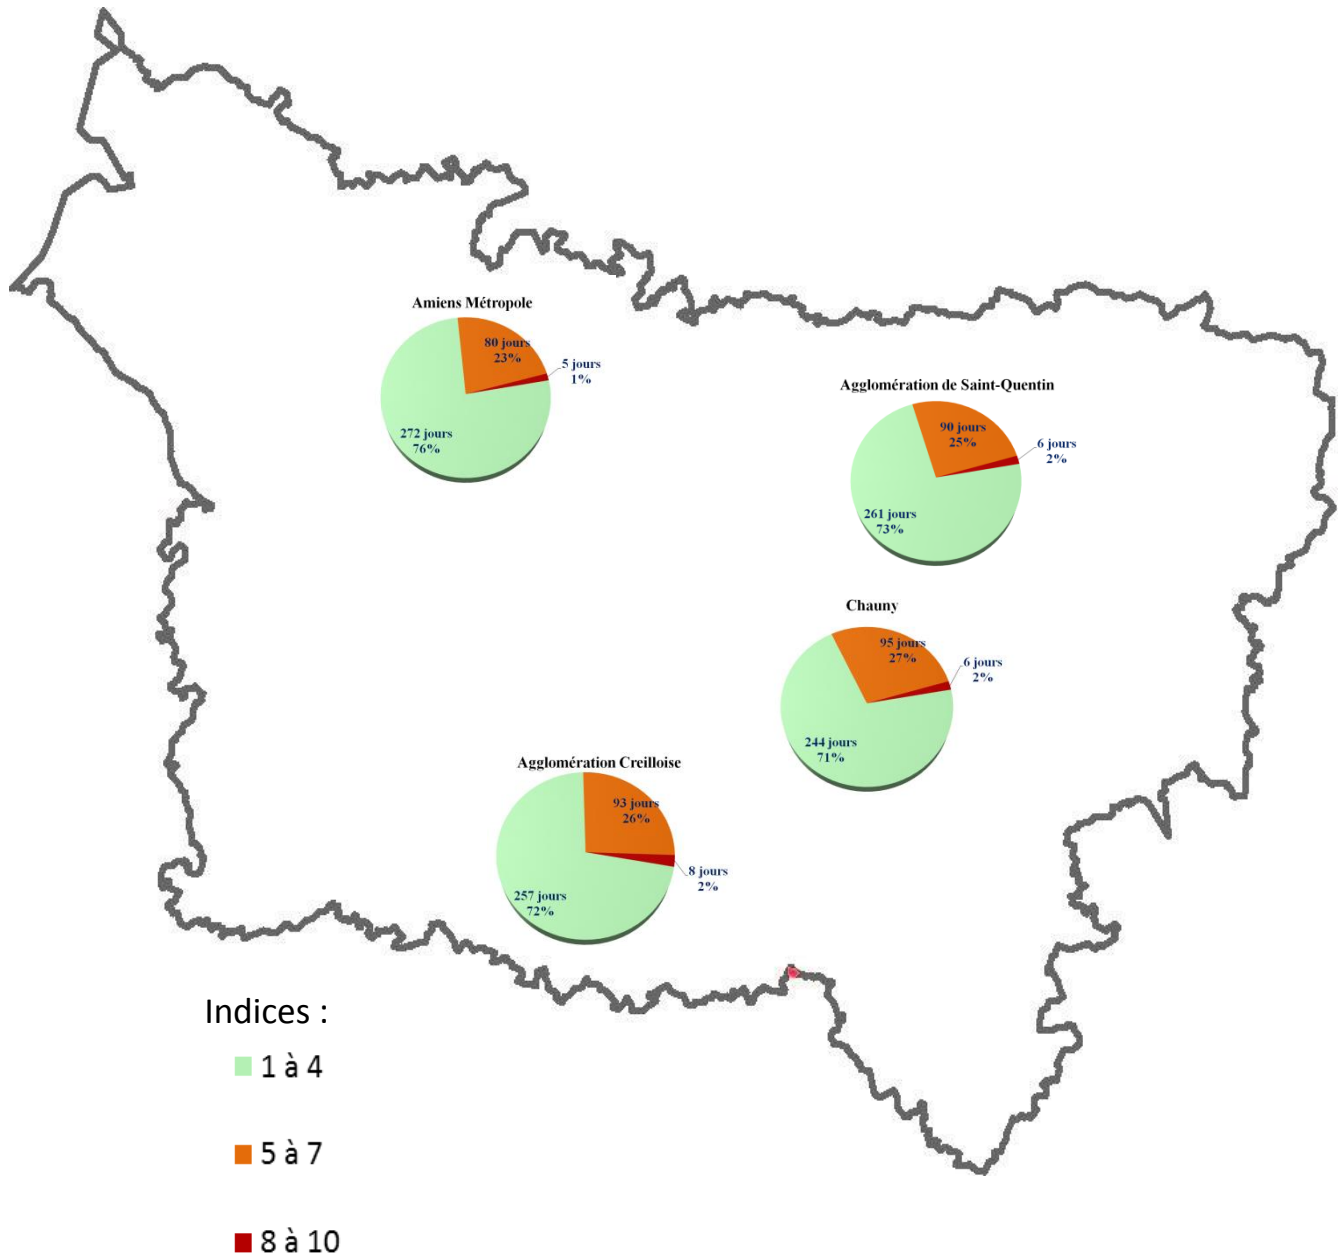 Amiens Métropole
80 jours
23%
5 jours
1%
272 jours
76%
Agglomération de Saint-Quentin
90 jours
25%
6 jours
2%
261 jours
73%
Chauny
95 jours
27%
6 jours
2%
244 jours
71%
Agglomération Creilloise
93 jours
26%
8 jours
2%
257 jours
72%
Indices :
1 à 4
5 à 7
8 à 10